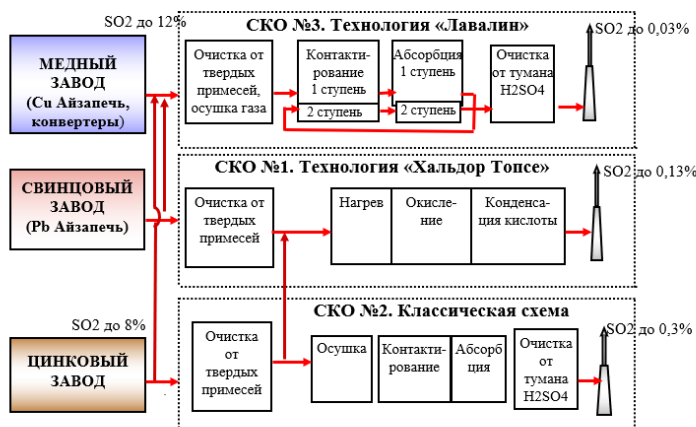 SO2 до 12%
МЕДНЫЙ
ЗАВОД
(Cu Айзапечь,
конвертеры)
СВИНЦОВЫЙ
ЗАВОД
(Pb Айзапечь)
SO2 до 8%
ЦИНКОВЫЙ
ЗАВОД
СКО №3. Технология «Лавалин»
Очистка от
твердых
примесей,
осушка газа
Контакти-
рование
1 ступень
2 ступень
Абсорбция
1 ступень
2 ступень
Очистка
от тумана
H2SO4
SO2 до 0,03%
СКО №1. Технология «Хальдор Топсе»
Очистка от
твердых
примесей
Нагрев
Окисле-
ние
Конденса-
ция кислоты
SO2 до 0,13%
СКО №2. Классическая схема
Очистка
от
твердых
примесей
Осушка
Контакти-
рование
Абсорб
ция
Очистка
от
тумана
H2SO4
SO2 до 0,3%